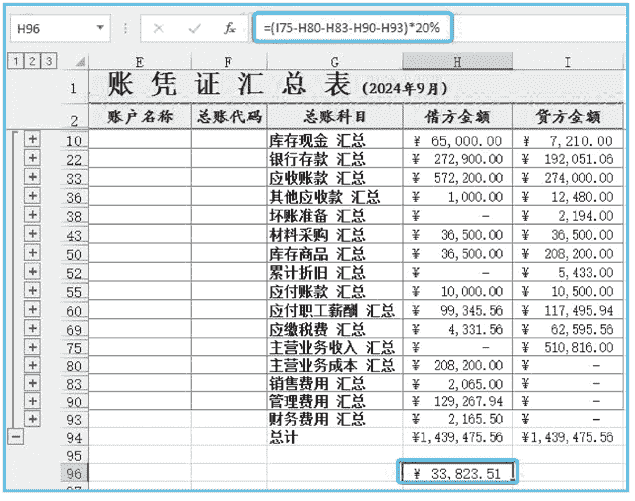 H96 fx =(I75-H80-H83-H90-H93)*20%
1 2 3 E F G H I
1 账 凭 证 汇 总 表 (2024年9月)
2 账户名称 总账代码 总账科目 借方金额 贷方金额
10 库存现金 汇总 ¥ 65,000.00 ¥ 7,210.00
22 银行存款 汇总 ¥ 272,900.00 ¥ 192,051.06
33 应收账款 汇总 ¥ 572,200.00 ¥ 274,000.00
36 其他应收款 汇总 ¥ 1,000.00 ¥ 12,480.00
38 坏账准备 汇总 ¥ - ¥ 2,194.00
43 材料采购 汇总 ¥ 36,500.00 ¥ 36,500.00
50 库存商品 汇总 ¥ 36,500.00 ¥ 208,200.00
52 累计折旧 汇总 ¥ - ¥ 5,433.00
55 应付账款 汇总 ¥ 10,000.00 ¥ 10,500.00
60 应付职工薪酬 汇总 ¥ 99,345.56 ¥ 117,495.94
69 应缴税费 汇总 ¥ 4,331.56 ¥ 62,595.56
75 主营业务收入 汇总 ¥ - ¥ 510,816.00
80 主营业务成本 汇总 ¥ 208,200.00 ¥ -
83 销售费用 汇总 ¥ 2,065.00 ¥ -
90 管理费用 汇总 ¥ 129,267.94 ¥ -
93 财务费用 汇总 ¥ 2,165.50 ¥ -
94 总计 ¥1,439,475.56 ¥1,439,475.56
95
96 ¥ 33,823.51